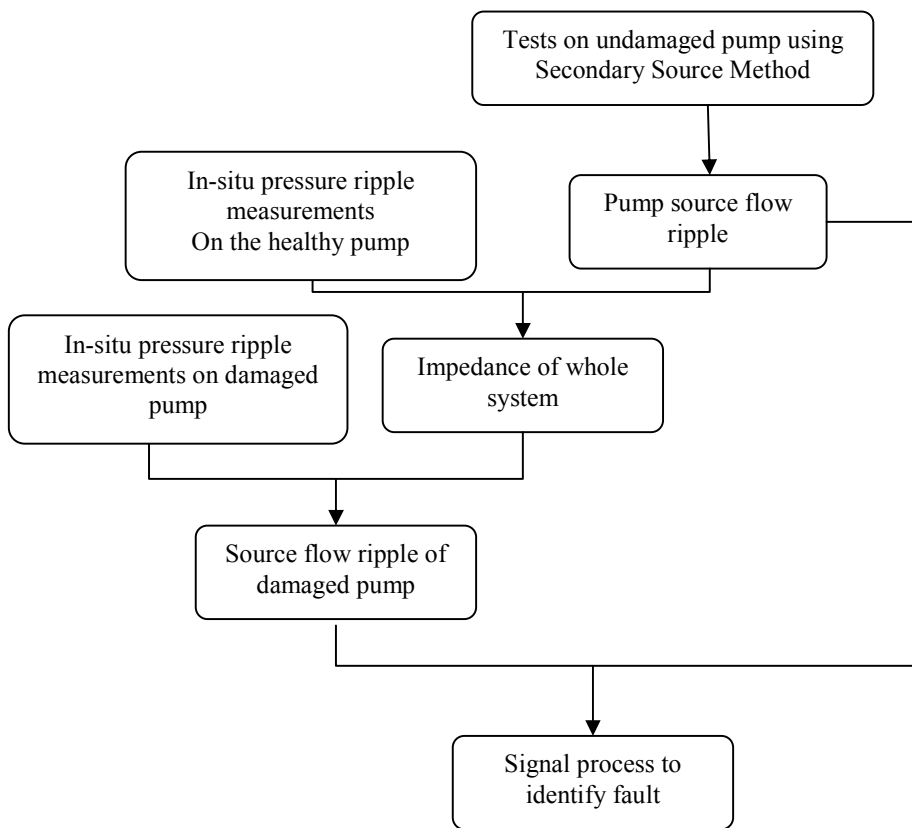 Tests on undamaged pump using
Secondary Source Method
In-situ pressure ripple
measurements
On the healthy pump
Pump source flow
ripple
In-situ pressure ripple
measurements on damaged
pump
Impedance of whole
system
Source flow ripple of
damaged pump
Signal process to
identify fault